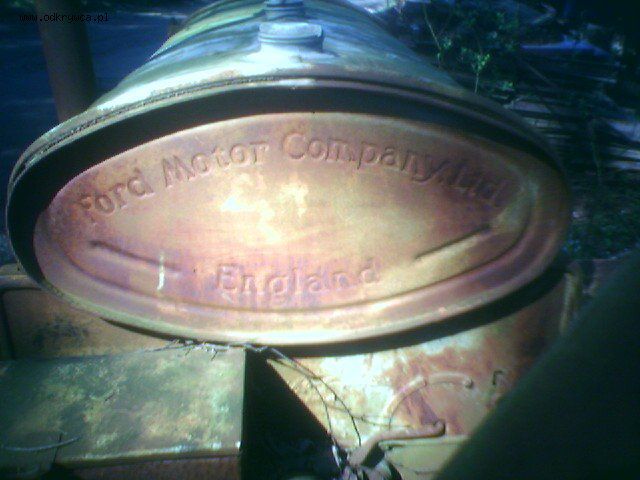 www.odkrywca.pl
Ford Motor Company. Ltd.
England